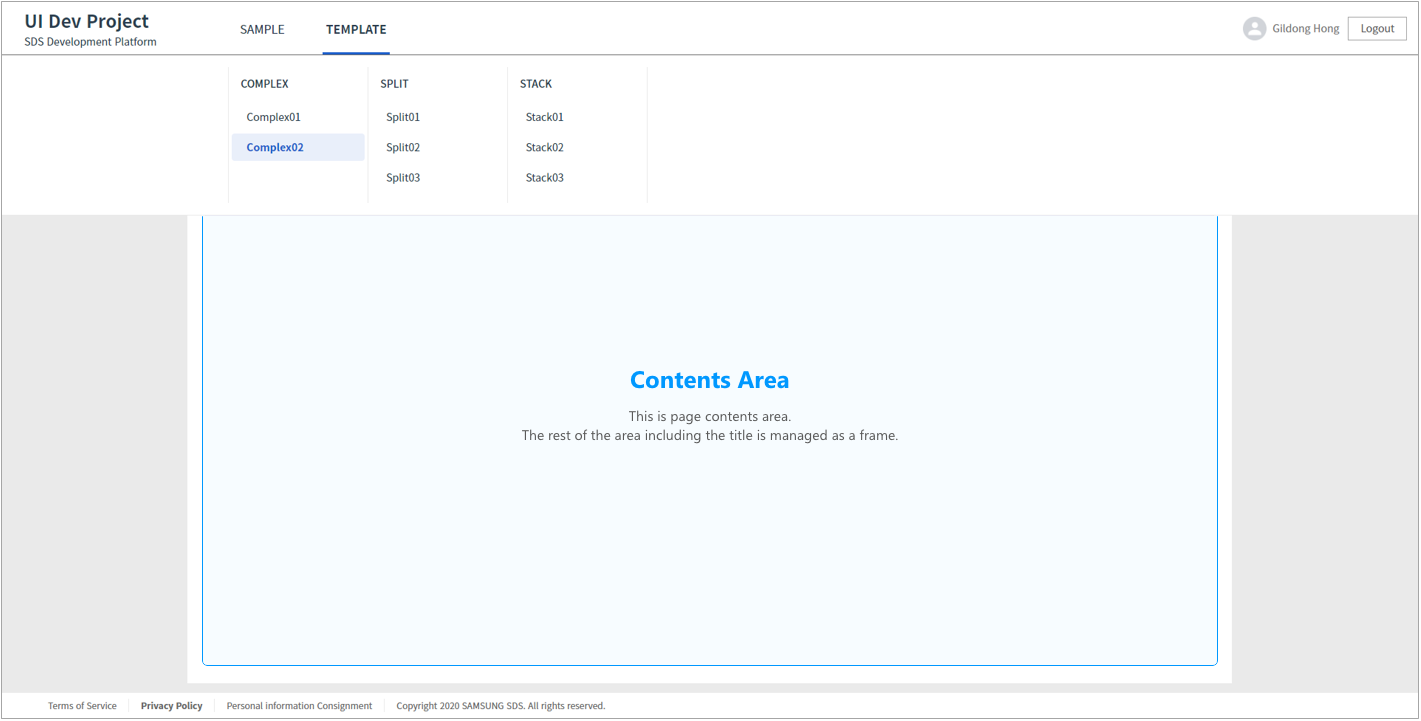 UI Dev Project
SDS Development Platform
SAMPLE
TEMPLATE
Gildong Hong
Logout
COMPLEX
Complex01
Complex02
SPLIT
Split01
Split02
Split03
STACK
Stack01
Stack02
Stack03
Contents Area
This is page contents area.
The rest of the area including the title is managed as a frame.
Terms of Service
Privacy Policy
Personal information Consignment
Copyright 2020 SAMSUNG SDS. All rights reserved.